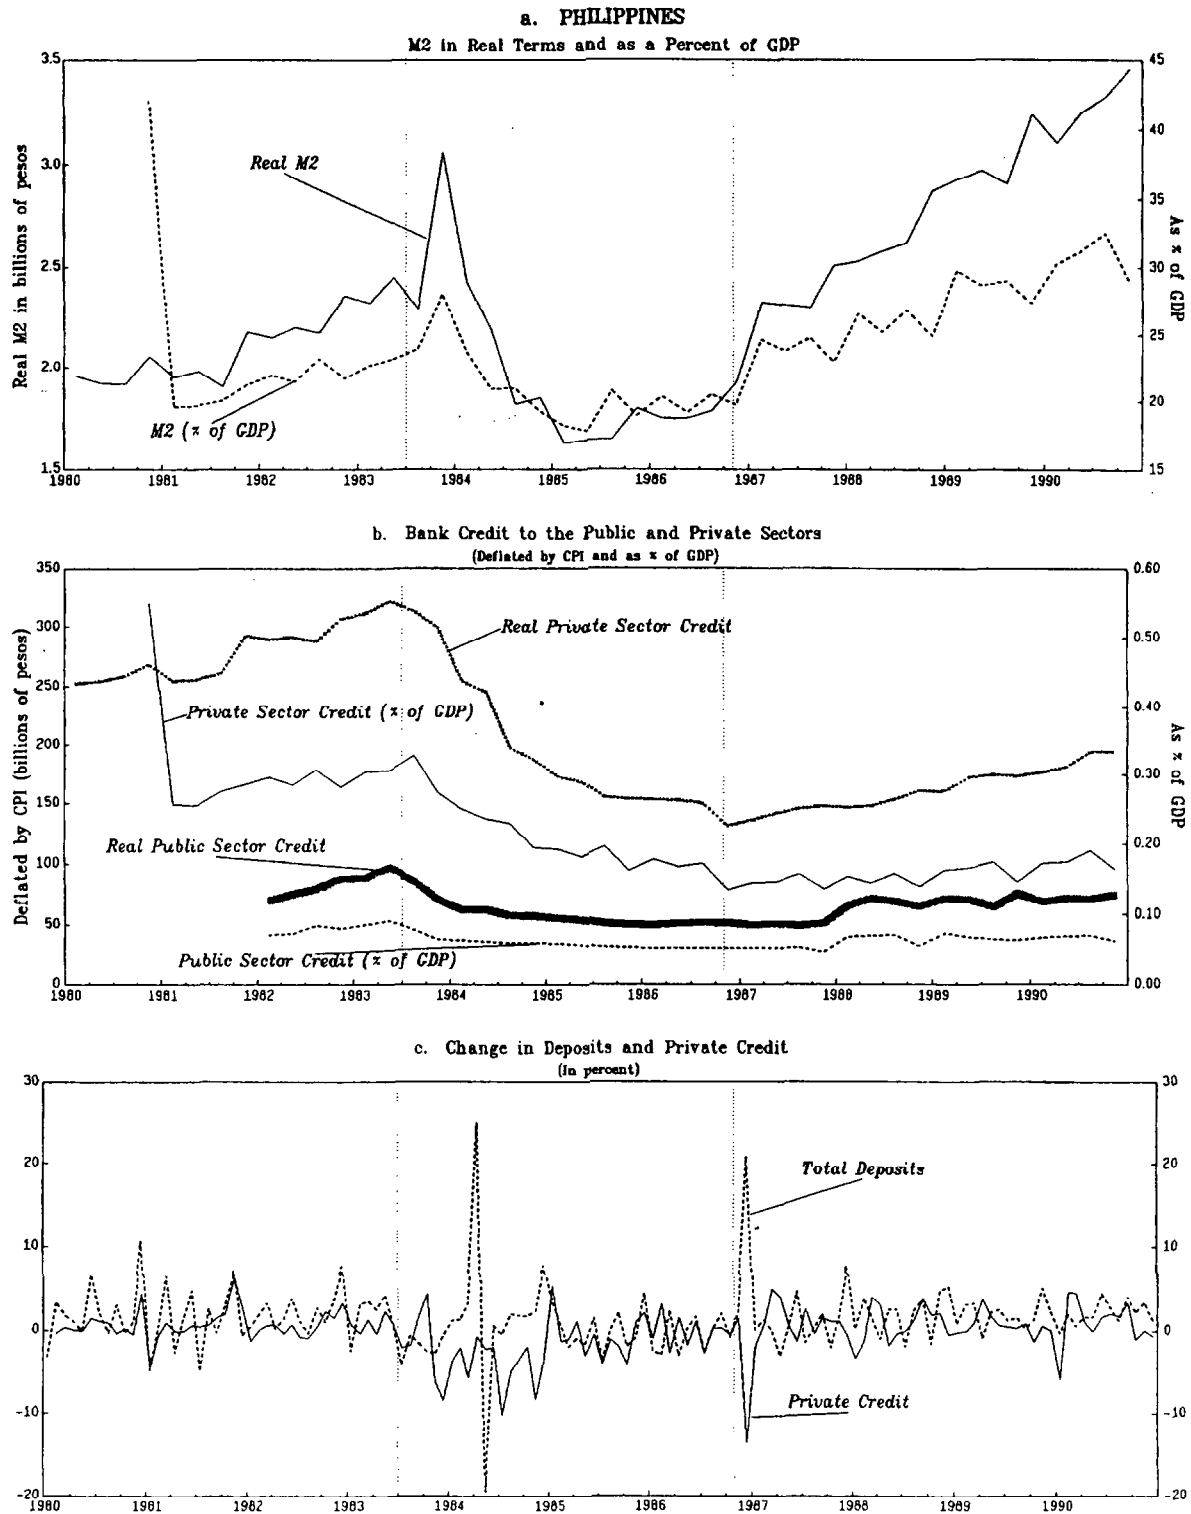 a. PHILIPPINES
M2 in Real Terms and as a Percent of GDP
3.5
3.0
2.5
2.0
1.5
Real M2 in billions of pesos
45
40
35
30
25
20
15
As % of GDP
Real M2
M2 (% of GDP)
1980 1981 1982 1983 1984 1985 1986 1987 1988 1989 1990
b. Bank Credit to the Public and Private Sectors
(Deflated by CPI and as % of GDP)
350
300
250
200
150
100
50
0
Deflated by CPI (billions of pesos)
0.60
0.50
0.40
0.30
0.20
0.10
0.00
As % of GDP
Real Private Sector Credit
Private Sector Credit (% of GDP)
Real Public Sector Credit
Public Sector Credit (% of GDP)
1980 1981 1982 1983 1984 1985 1986 1987 1988 1989 1990
c. Change in Deposits and Private Credit
(In percent)
30
20
10
0
-10
-20
30
20
10
0
-10
-20
Total Deposits
Private Credit
1980 1981 1982 1983 1984 1985 1986 1987 1988 1989 1990